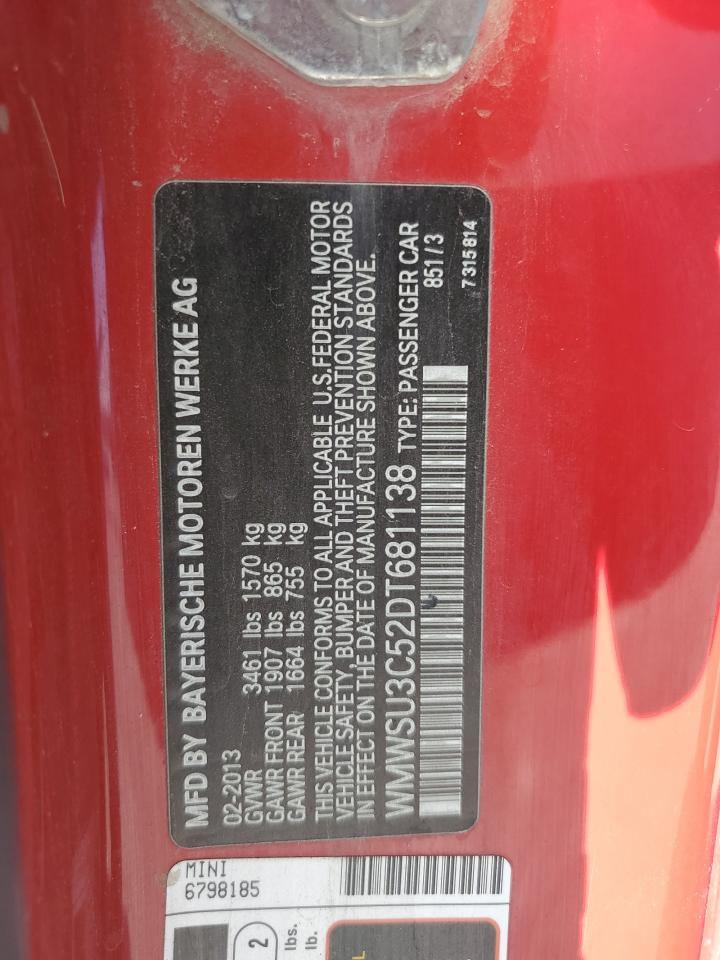 MFD BY BAYERISCHE MOTOREN WERKE AG
02-2013
GVWR 3461 lbs 1570 kg
GAWR FRONT 1907 lbs 865 kg
GAWR REAR 1664 lbs 755 kg
THIS VEHICLE CONFORMS TO ALL APPLICABLE U.S.FEDERAL MOTOR
VEHICLE SAFETY, BUMPER AND THEFT PREVENTION STANDARDS
IN EFFECT ON THE DATE OF MANUFACTURE SHOWN ABOVE.
WMWSU3C52DT681138 TYPE: PASSENGER CAR
851 / 3
7 315 814
MINI
6798185
2
lbs.
lb.